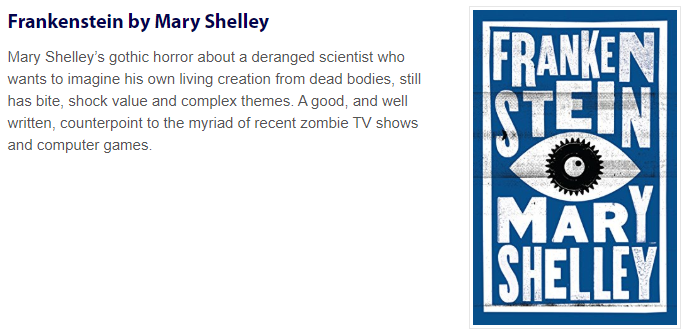 Frankenstein by Mary Shelley
Mary Shelley’s gothic horror about a deranged scientist who
wants to imagine his own living creation from dead bodies, still
has bite, shock value and complex themes. A good, and well
written, counterpoint to the myriad of recent zombie TV shows
and computer games.
FRANKEN
STEIN
MARY
SHELLEY